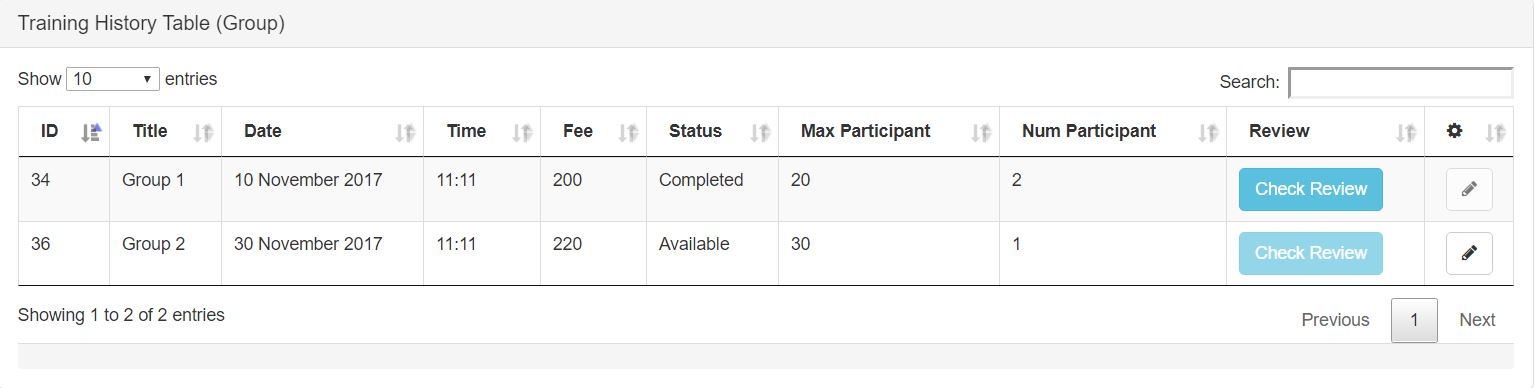 Training History Table (Group)
Show 10 entries Search:
ID Title Date Time Fee Status Max Participant Num Participant Review
34 Group 1 10 November 2017 11:11 200 Completed 20 2 Check Review
36 Group 2 30 November 2017 11:11 220 Available 30 1 Check Review
Showing 1 to 2 of 2 entries Previous 1 Next